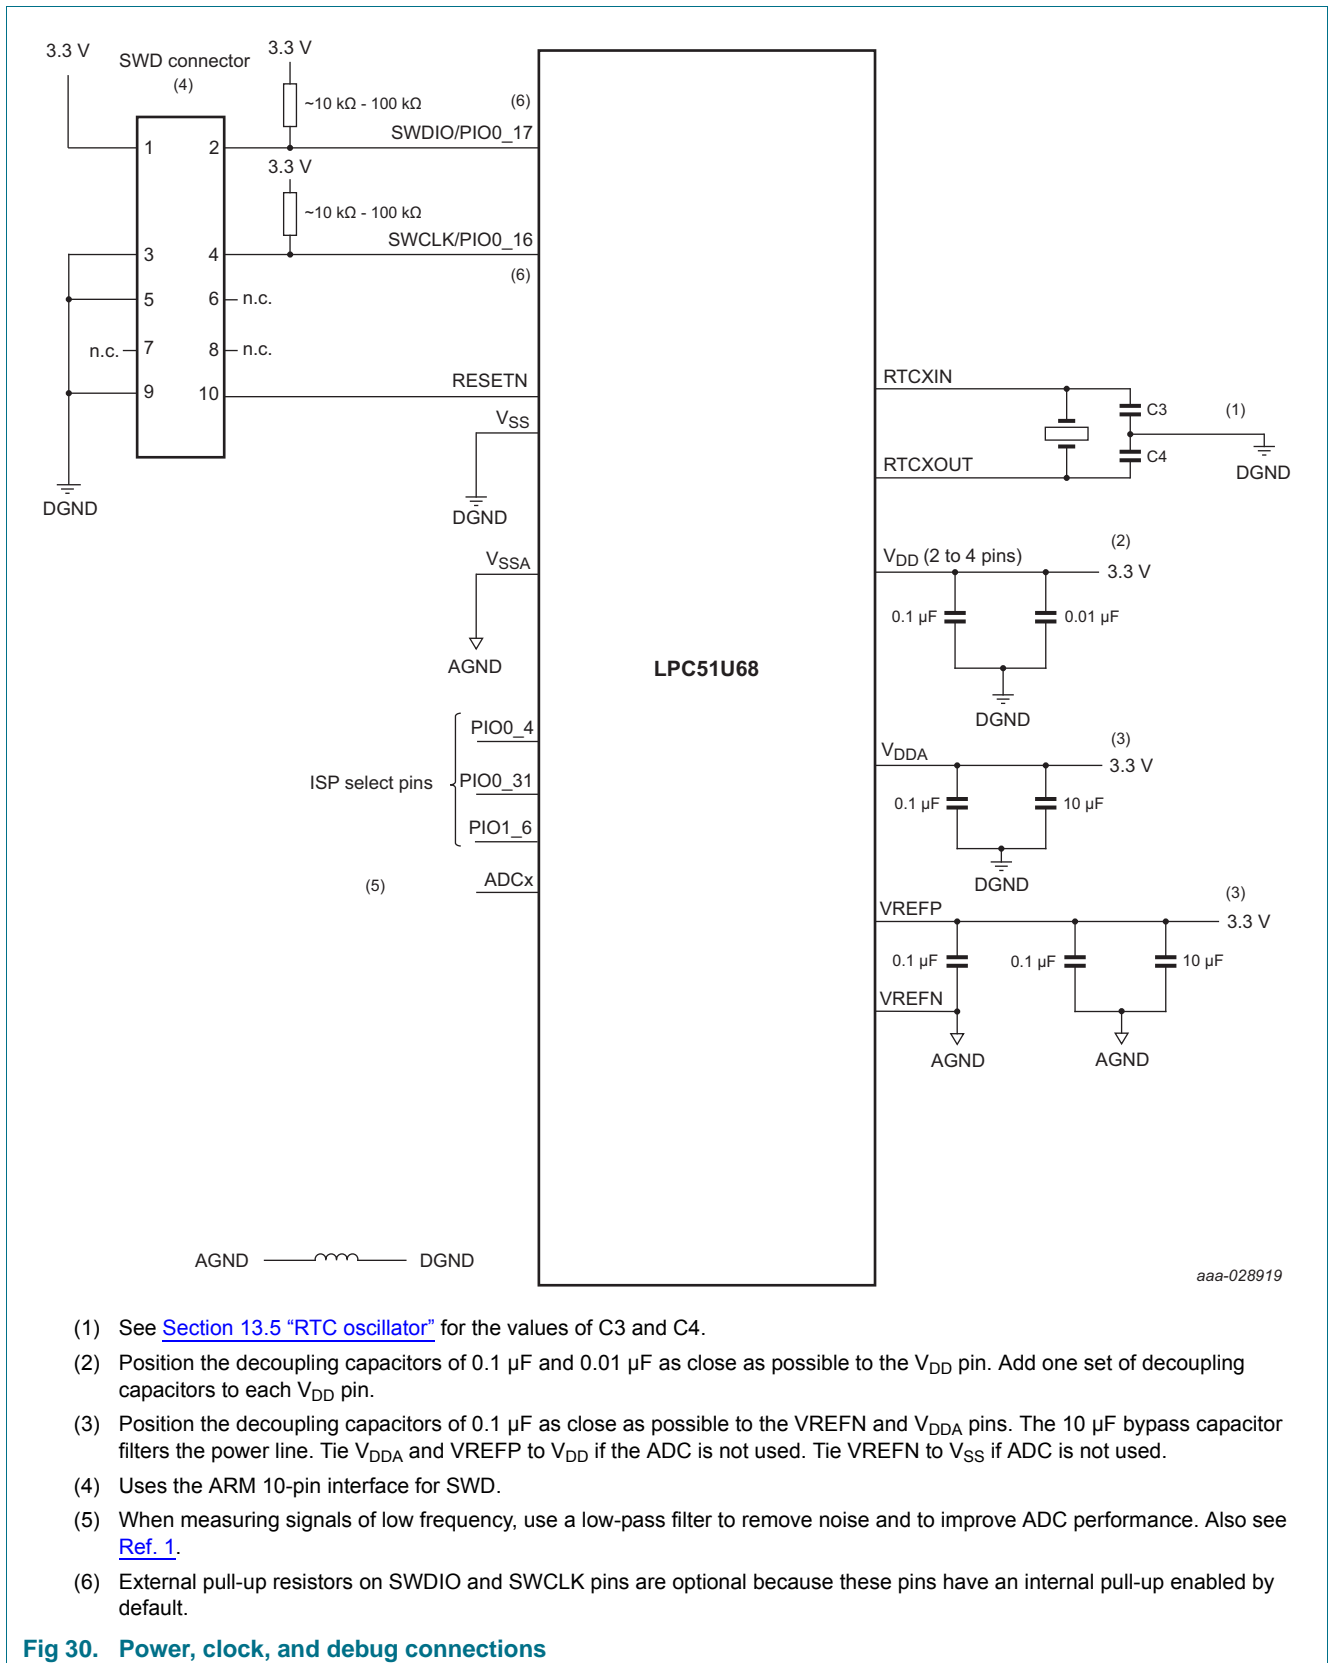 3.3 V
SWD connector
(4)
3.3 V
~10 kΩ - 100 kΩ
(6)
SWDIO/PIO0_17
1 2
3.3 V
~10 kΩ - 100 kΩ
SWCLK/PIO0_16
3 4
(6)
5 6 n.c.
n.c. 7 8 n.c.
RESETN
9 10
VSS
DGND
DGND
VSSA
AGND
ISP select pins
PIO0_4
PIO0_31
PIO1_6
(5)
ADCx
LPC51U68
RTCXIN
C3
(1)
C4
RTCXOUT
DGND
VDD (2 to 4 pins)
(2)
3.3 V
0.1 µF
0.01 µF
DGND
VDDA
(3)
3.3 V
0.1 µF
10 µF
DGND
VREFP
(3)
3.3 V
0.1 µF
0.1 µF
10 µF
VREFN
AGND
AGND
AGND DGND
aaa-028919
(1) See Section 13.5 “RTC oscillator” for the values of C3 and C4.
(2) Position the decoupling capacitors of 0.1 µF and 0.01 µF as close as possible to the VDD pin. Add one set of decoupling
capacitors to each VDD pin.
(3) Position the decoupling capacitors of 0.1 µF as close as possible to the VREFN and VDDA pins. The 10 µF bypass capacitor
filters the power line. Tie VDDA and VREFP to VDD if the ADC is not used. Tie VREFN to VSS if ADC is not used.
(4) Uses the ARM 10-pin interface for SWD.
(5) When measuring signals of low frequency, use a low-pass filter to remove noise and to improve ADC performance. Also see
Ref. 1.
(6) External pull-up resistors on SWDIO and SWCLK pins are optional because these pins have an internal pull-up enabled by
default.
Fig 30. Power, clock, and debug connections